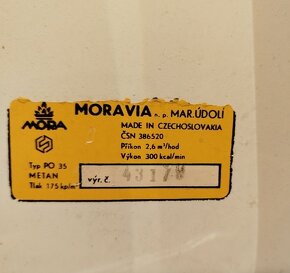 MORA
MORAVIA n. p. MAR. ÚDOLÍ
MADE IN CZECHOSLOVAKIA
ČSN 386520
Příkon 2,6 m³/hod
Výkon 300 kcal/min
Typ PO 35
METAN
Tlak 175 kp/m
výr. č. 43178